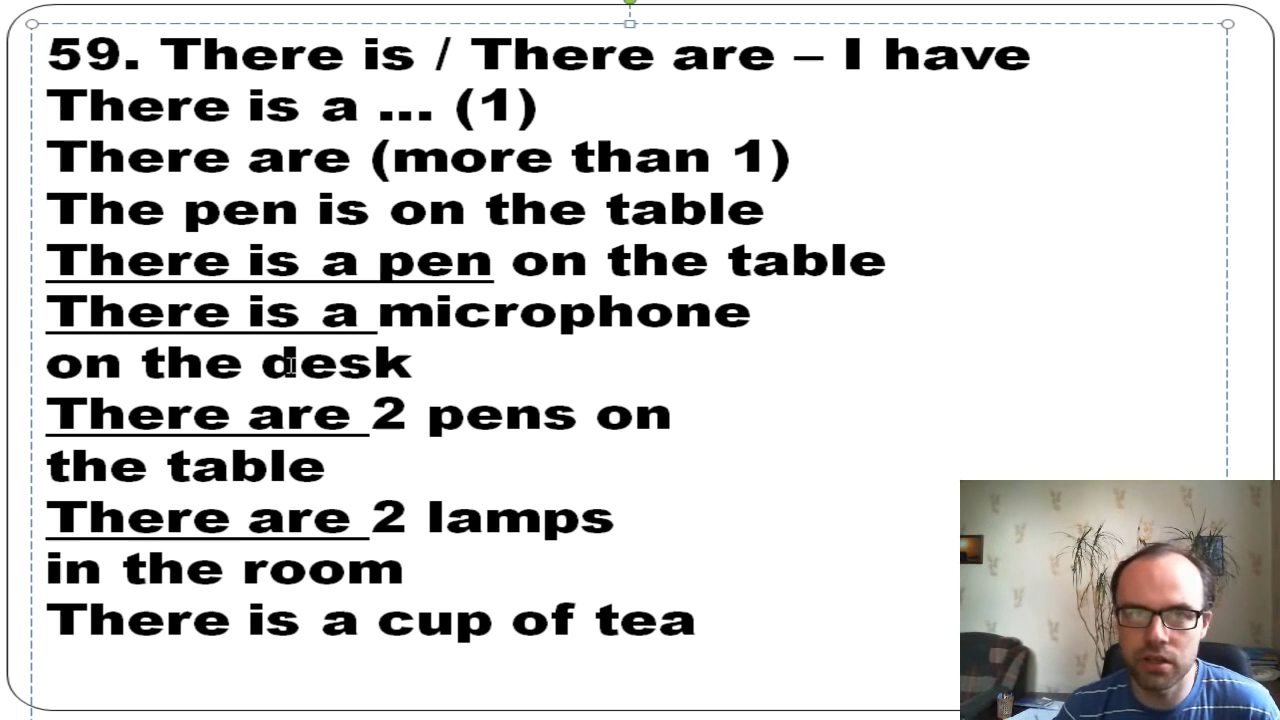 59. There is / There are – I have
There is a ... (1)
There are (more than 1)
The pen is on the table
There is a pen on the table
There is a microphone
on the desk
There are 2 pens on
the table
There are 2 lamps
in the room
There is a cup of tea